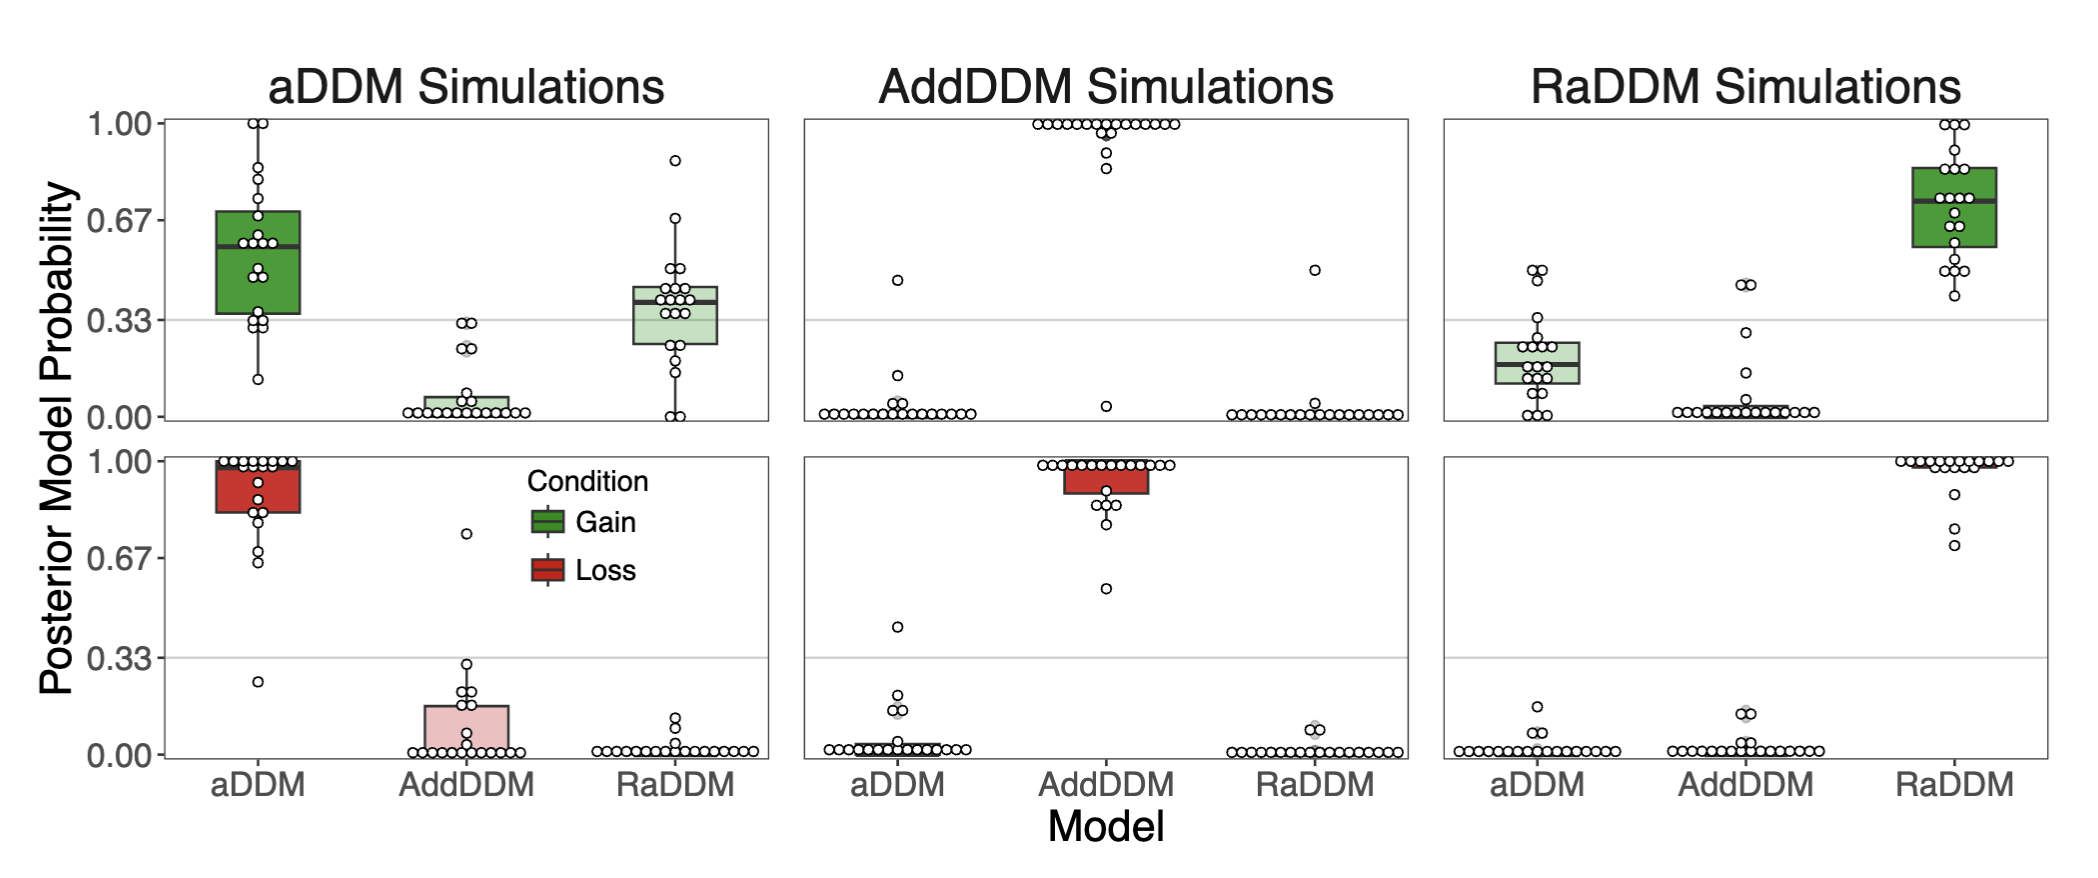 aDDM Simulations
AddDDM Simulations
RaDDM Simulations
Posterior Model Probability
1.00
0.67
0.33
0.00
1.00
0.67
0.33
0.00
Condition
Gain
Loss
aDDM AddDDM RaDDM
aDDM AddDDM RaDDM
aDDM AddDDM RaDDM
Model